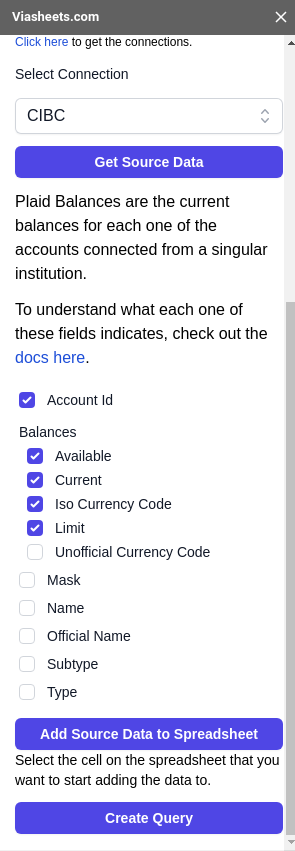 Viasheets.com
Click here to get the connections.
Select Connection
CIBC
Get Source Data
Plaid Balances are the current
balances for each one of the
accounts connected from a singular
institution.
To understand what each one of
these fields indicates, check out the
docs here.
Account Id
Balances
Available
Current
Iso Currency Code
Limit
Unofficial Currency Code
Mask
Name
Official Name
Subtype
Type
Add Source Data to Spreadsheet
Select the cell on the spreadsheet that you
want to start adding the data to.
Create Query